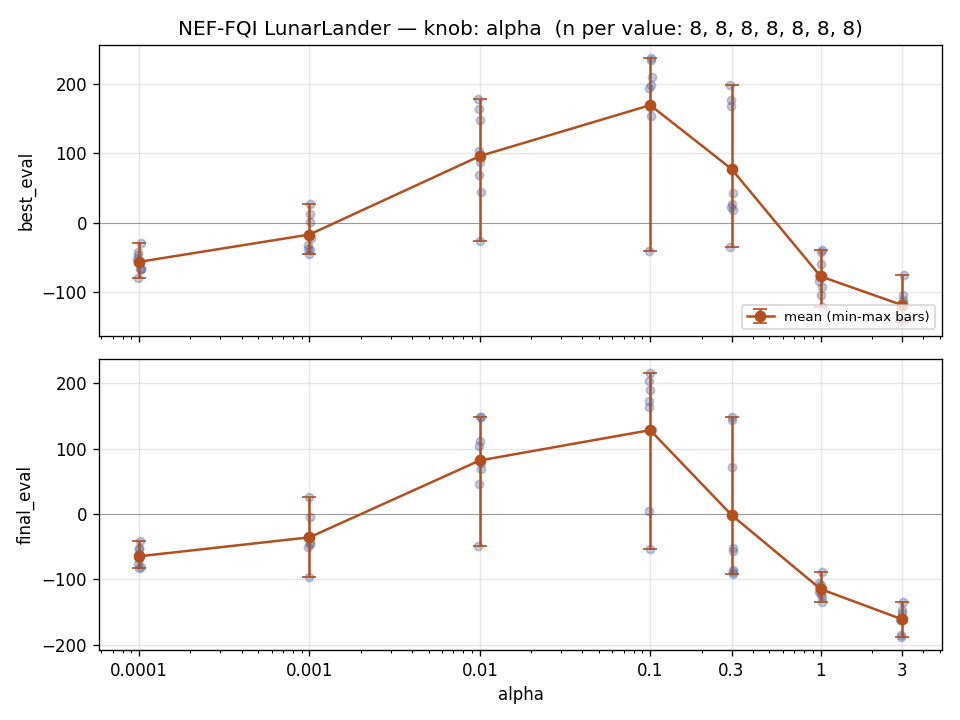 NEF-FQI LunarLander — knob: alpha  (n per value: 8, 8, 8, 8, 8, 8, 8)
200
100
0
−100
best_eval
mean (min-max bars)
200
100
0
−100
−200
final_eval
0.0001 0.001 0.01 0.1 0.3 1 3
alpha